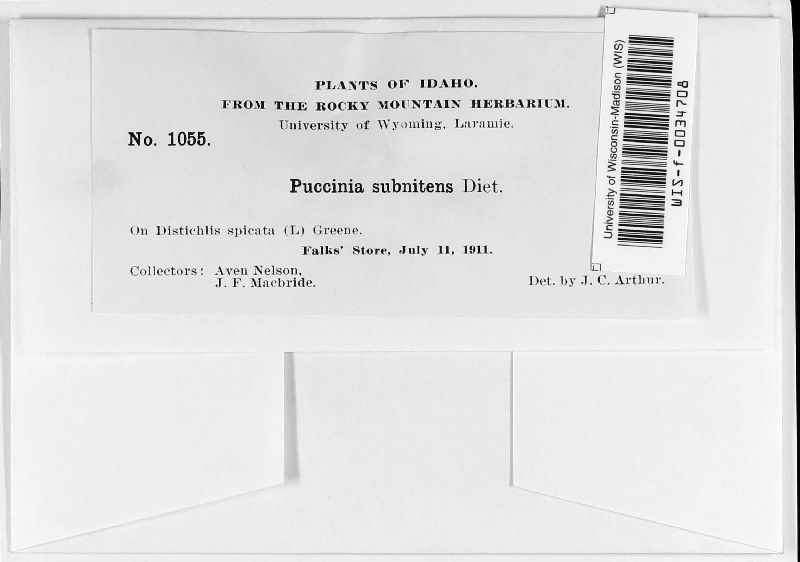 PLANTS OF IDAHO.
FROM THE ROCKY MOUNTAIN HERBARIUM.
University of Wyoming, Laramie.
No. 1055.
Puccinia subnitens Diet.
On Distichlis spicata (L) Greene.
Falks' Store, July 11, 1911.
Collectors: Aven Nelson,
J. F. Macbride.
Det. by J. C. Arthur.
University of Wisconsin-Madison (WIS)
WIS-f-0034708